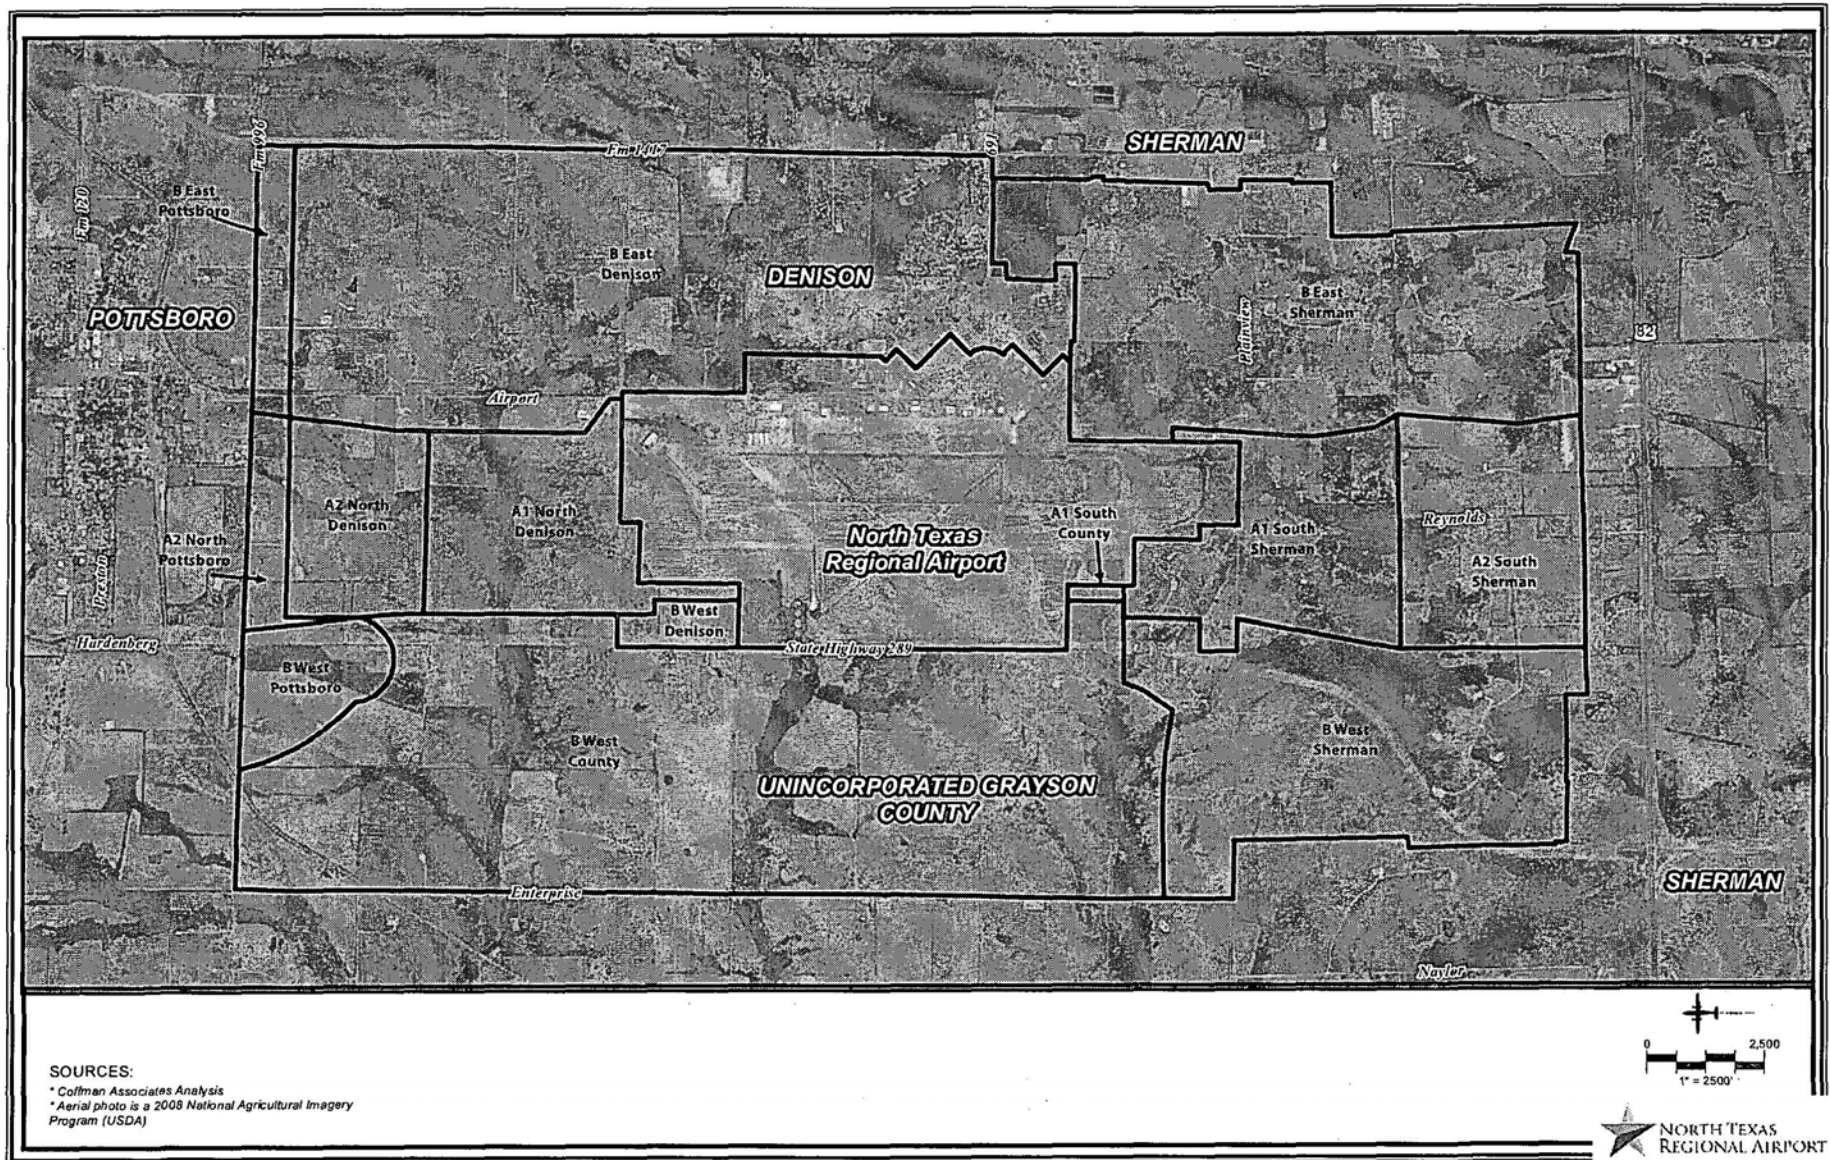 Fm 996
Fm 1417
691
SHERMAN
Fm 120
B East
Pottsboro
B East
Denison
DENISON
POTTSBORO
Plainview
B East
Sherman
82
Airport
A2 North
Denison
A1 North
Denison
A2 North
Pottsboro
Preston
North Texas
Regional Airport
A1 South
County
A1 South
Sherman
Reynolds
A2 South
Sherman
B West
Denison
State Highway 289
Hardenberg
B West
Pottsboro
B West
County
B West
Sherman
UNINCORPORATED GRAYSON
COUNTY
Enterprise
SHERMAN
Naylor
0 2,500
1" = 2500'
SOURCES:
* Coffman Associates Analysis
* Aerial photo is a 2008 National Agricultural Imagery
Program (USDA)
NORTH TEXAS
REGIONAL AIRPORT